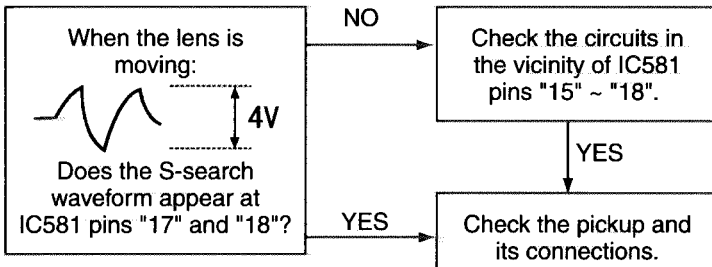 When the lens is
moving:
4V
Does the S-search
waveform appear at
IC581 pins "17" and "18"?
NO
Check the circuits in
the vicinity of IC581
pins "15" ~ "18".
YES
YES
Check the pickup and
its connections.